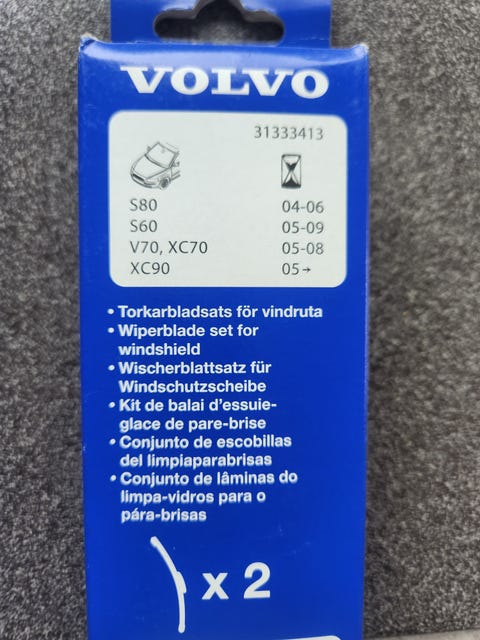 VOLVO
31333413
S80 04-06
S60 05-09
V70, XC70 05-08
XC90 05→
• Torkarbladsats för vindruta
• Wiperblade set for
windshield
• Wischerblattsatz für
Windschutzscheibe
• Kit de balai d'essuie-
glace de pare-brise
• Conjunto de escobillas
del limpiaparabrisas
• Conjunto de lâminas do
limpa-vidros para o
pára-brisas
x 2